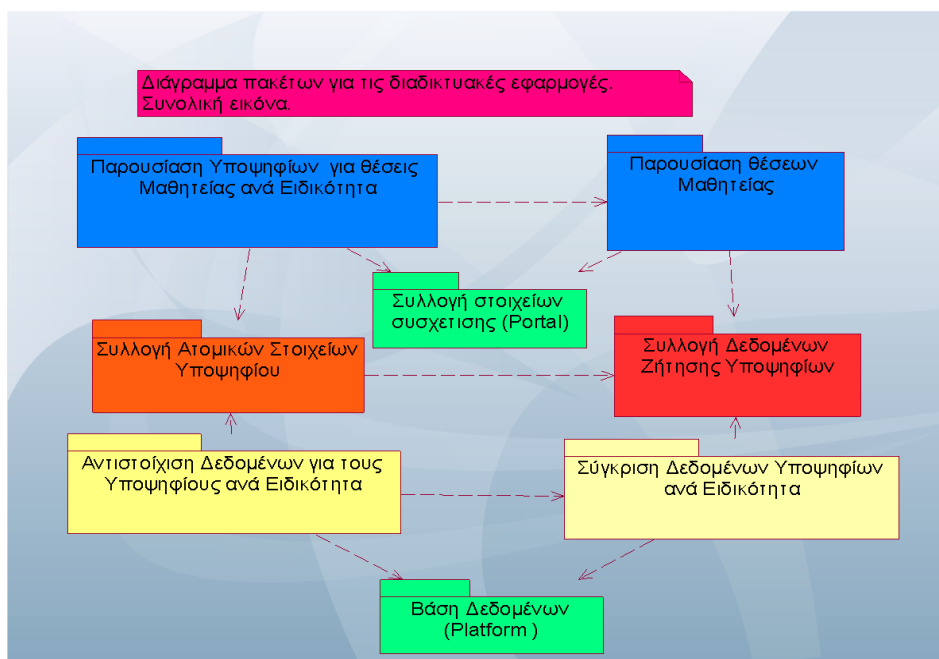 Διάγραμμα πακέτων για τις διαδικτυακές εφαρμογές.
Συνολική εικόνα.
Παρουσίαση Υποψηφίων για θέσεις
Μαθητείας ανά Ειδικότητα
Παρουσίαση θέσεων
Μαθητείας
Συλλογή στοιχείων
συσχετισης (Portal)
Συλλογή Ατομικών Στοιχείων
Υποψηφίου
Συλλογή Δεδομένων
Ζήτησης Υποψηφίων
Αντιστοίχιση Δεδομένων για τους
Υποψηφίους ανά Ειδικότητα
Σύγκριση Δεδομένων Υποψηφίων
ανά Ειδικότητα
Βάση Δεδομένων
(Platform )